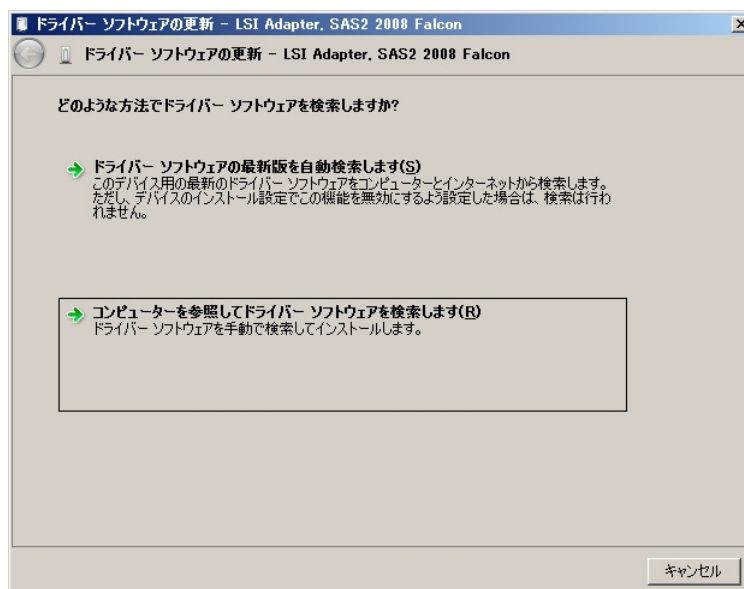 ドライバー ソフトウェアの更新 - LSI Adapter, SAS2 2008 Falcon
ドライバー ソフトウェアの更新 - LSI Adapter, SAS2 2008 Falcon
どのような方法でドライバー ソフトウェアを検索しますか?
ドライバー ソフトウェアの最新版を自動検索します(S)
このデバイス用の最新のドライバー ソフトウェアをコンピューターとインターネットから検索します。
ただし、デバイスのインストール設定でこの機能を無効にするよう設定した場合は、検索は行わ
れません。
コンピューターを参照してドライバー ソフトウェアを検索します(R)
ドライバー ソフトウェアを手動で検索してインストールします。
キャンセル